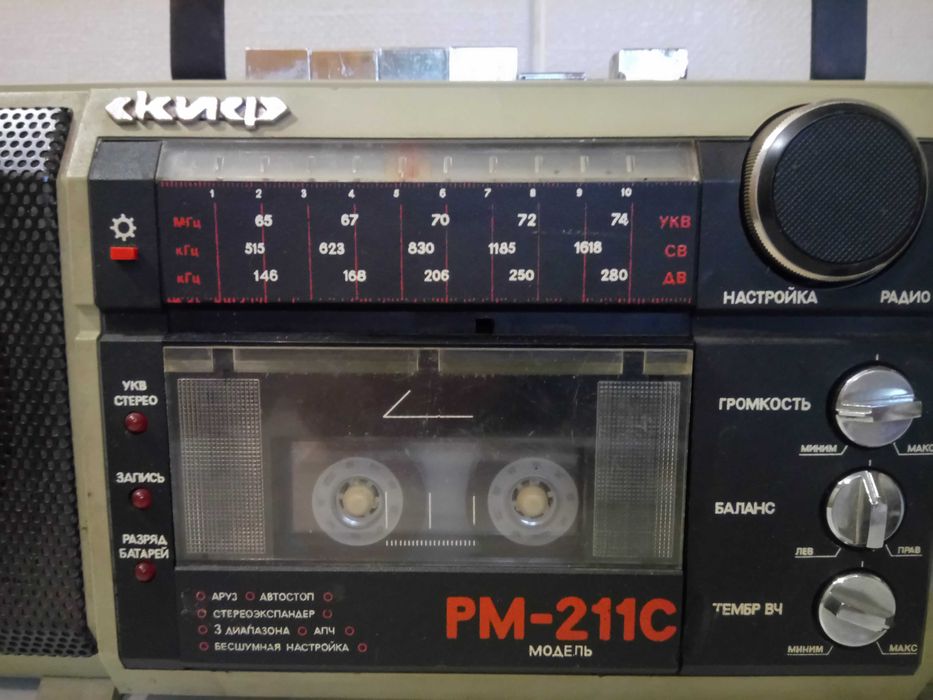 скиф
1 2 3 4 5 6 7 8 9 10
МГц 65 67 70 72 74 УКВ
кГц 515 623 830 1185 1618 СВ
кГц 146 168 206 250 280 ДВ
НАСТРОЙКА РАДИО
УКВ
СТЕРЕО
ГРОМКОСТЬ
МИНИМ МАКС
ЗАПИСЬ
БАЛАНС
ЛЕВ ПРАВ
РАЗРЯД
БАТАРЕЙ
АРУЗ АВТОСТОП
СТЕРЕОЭКСПАНДЕР
3 ДИАПАЗОНА АПЧ
БЕСШУМНАЯ НАСТРОЙКА
РМ-211С
МОДЕЛЬ
ТЕМБР ВЧ
МИНИМ МАКС